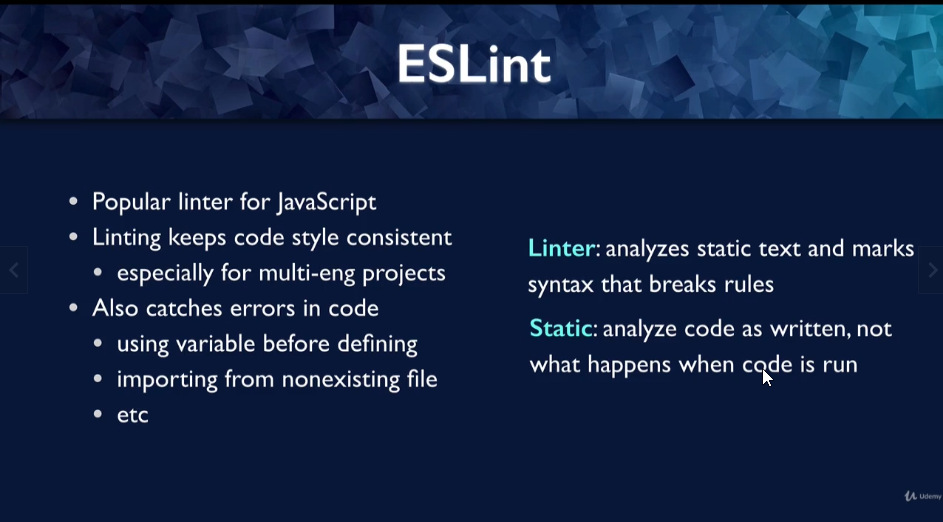 ESLint
• Popular linter for JavaScript
• Linting keeps code style consistent
• especially for multi-eng projects
• Also catches errors in code
• using variable before defining
• importing from nonexisting file
• etc
Linter: analyzes static text and marks
syntax that breaks rules
Static: analyze code as written, not
what happens when code is run
Udemy